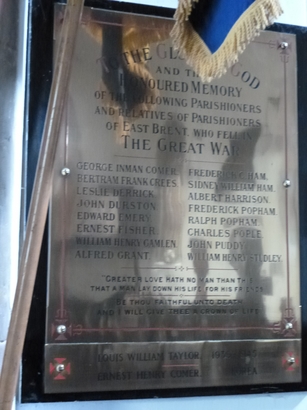 TO THE GLORY OF GOD
AND THE
HONOURED MEMORY
OF THE FOLLOWING PARISHIONERS
AND RELATIVES OF PARISHIONERS
OF EAST BRENT, WHO FELL IN
THE GREAT WAR
GEORGE INMAN COMER.
BERTRAM FRANK CREES.
LESLIE DERRICK.
JOHN DURSTON.
EDWARD EMERY.
ERNEST FISHER.
WILLIAM HENRY GAMLEN.
ALFRED GRANT.
FREDERICK C. HAM.
SIDNEY WILLIAM HAM.
ALBERT HARRISON.
FREDERICK POPHAM.
RALPH POPHAM.
CHARLES POPLE.
JOHN PUDDY.
WILLIAM HENRY STUDLEY.
"GREATER LOVE HATH NO MAN THAN THIS
THAT A MAN LAY DOWN HIS LIFE FOR HIS FRIENDS
BE THOU FAITHFUL UNTO DEATH
AND I WILL GIVE THEE A CROWN OF LIFE
LOUIS WILLIAM TAYLOR.
ERNEST HENRY COMER.